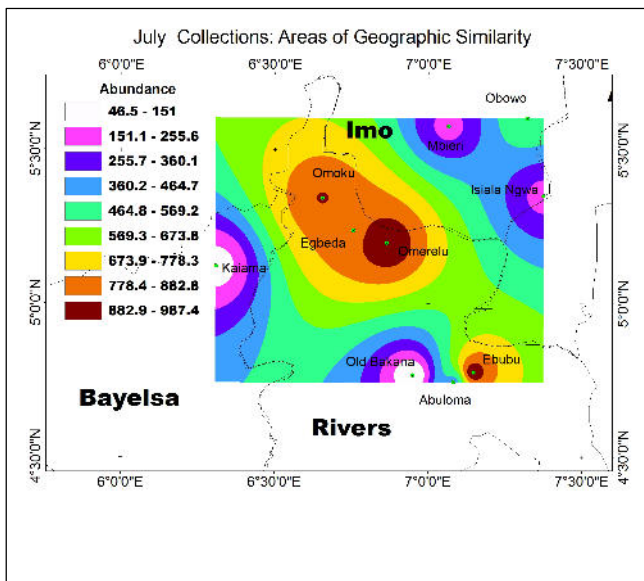 July Collections: Areas of Geographic Similarity
6°0'0"E 6°30'0"E 7°0'0"E 7°30'0"E
Abundance
46.5 - 151
151.1 - 255.6
255.7 - 360.1
360.2 - 464.7
464.8 - 569.2
569.3 - 673.8
673.9 - 778.3
778.4 - 882.8
882.9 - 987.4
Obowo
Imo
Mbieri
5°30'0"N 5°30'0"N
Omoku
Isiala Ngwa
Egbeda
Omerelu
Kaiama
5°0'0"N 5°0'0"N
Old Bakana
Ebubu
Bayelsa
Abuloma
Rivers
4°30'0"N 4°30'0"N
6°0'0"E 6°30'0"E 7°0'0"E 7°30'0"E